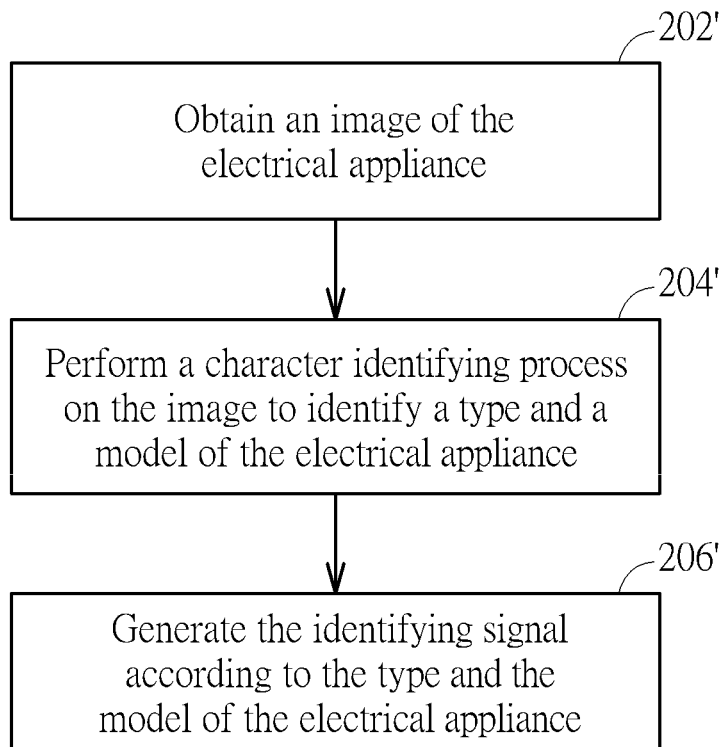 202'
Obtain an image of the
electrical appliance
204'
Perform a character identifying process
on the image to identify a type and a
model of the electrical appliance
206'
Generate the identifying signal
according to the type and the
model of the electrical appliance